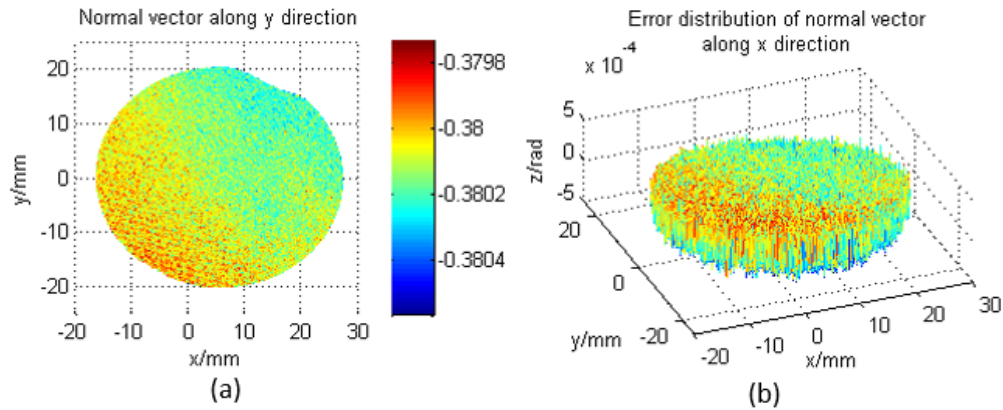 Normal vector along y direction
20
10
0
-10
-20
y/mm
-20 -10 0 10 20 30
x/mm
(a)
-0.3798
-0.38
-0.3802
-0.3804
Error distribution of normal vector
along x direction
x 10^-4
5
0
-5
z/rad
20
0
-20
y/mm
-20 -10 0 10 20 30
x/mm
(b)